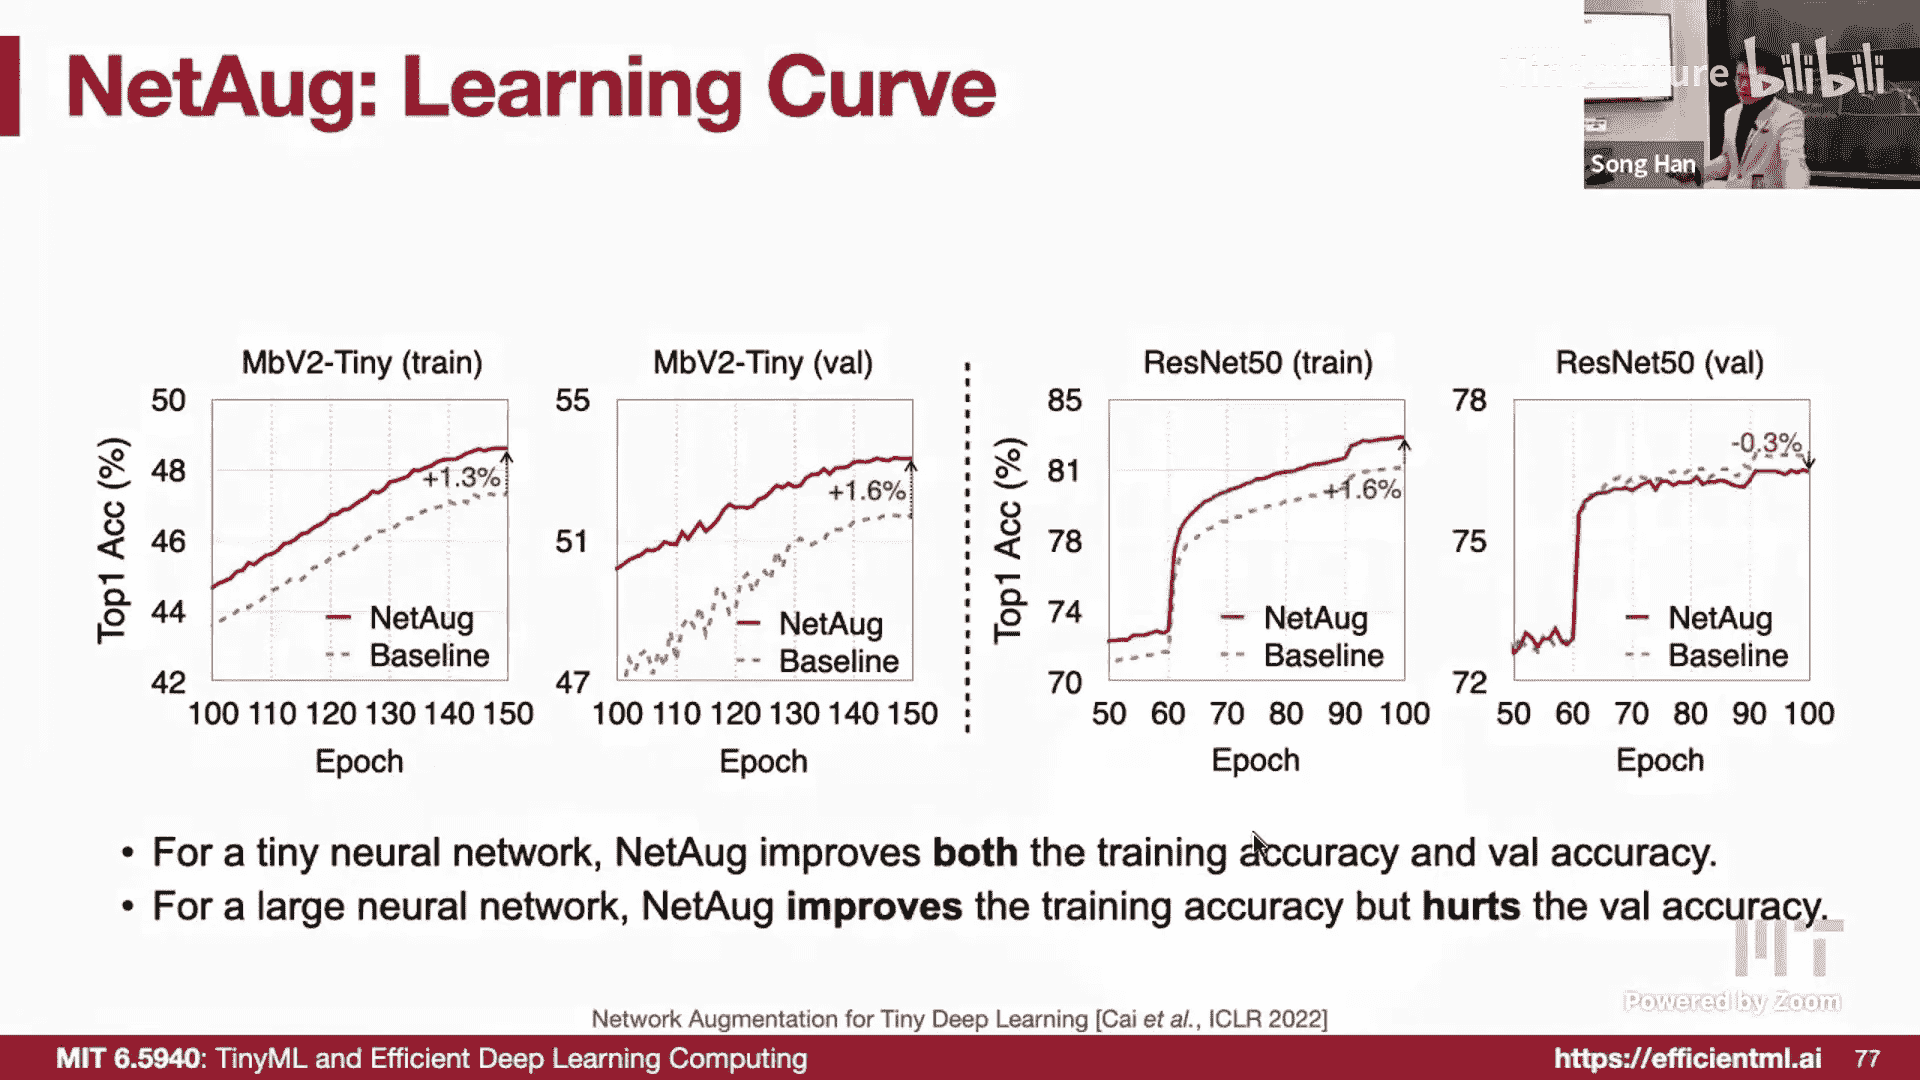 NetAug: Learning Curve
bilibili
Song Han
MbV2-Tiny (train)
50
48
46
44
42
Top1 Acc (%)
+1.3%
NetAug
Baseline
100 110 120 130 140 150
Epoch
MbV2-Tiny (val)
55
51
47
+1.6%
NetAug
Baseline
100 110 120 130 140 150
Epoch
ResNet50 (train)
85
81
78
74
70
Top1 Acc (%)
+1.6%
NetAug
Baseline
50 60 70 80 90 100
Epoch
ResNet50 (val)
78
75
72
-0.3%
NetAug
Baseline
50 60 70 80 90 100
Epoch
• For a tiny neural network, NetAug improves both the training accuracy and val accuracy.
• For a large neural network, NetAug improves the training accuracy but hurts the val accuracy.
MIT
Powered by Zoom
Network Augmentation for Tiny Deep Learning [Cai et al., ICLR 2022]
MIT 6.5940: TinyML and Efficient Deep Learning Computing
https://efficientml.ai
77